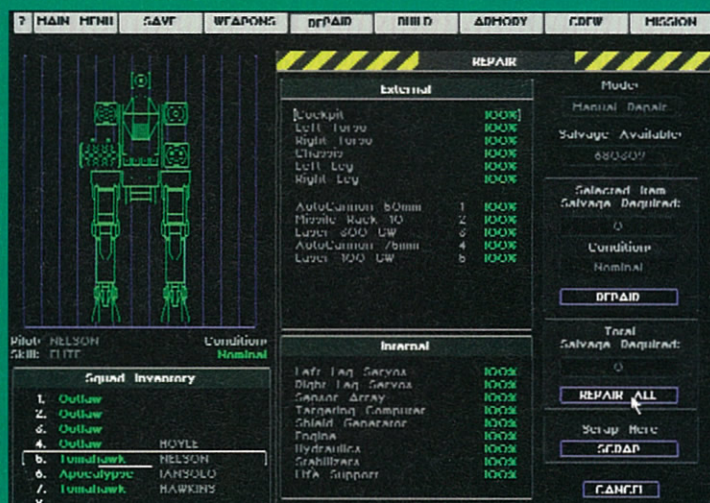 ? MAIN MENU SAVE WEAPONS REPAIR BUILD ARMORY CREW MISSION
REPAIR
External
Cockpit 100%
Left Torso 100%
Right Torso 100%
Chassis 100%
Left Leg 100%
Right Leg 100%
AutoCannon 60mm 1 100%
Missile Rack 10 2 100%
Laser 300 GW 3 100%
AutoCannon 76mm 4 100%
Laser 100 GW 100%
Mode:
Manual Repair
Salvage Available:
Selected Item
Salvage Required:
0
Condition:
Nominal
REPAIR
Total
Salvage Required:
0
REPAIR ALL
Scrap Herc
SCRAP
CANCEL
Pilot: NELSON Condition:
Skill: ELITE Nominal
Squad Inventory
1. Outlaw
2. Outlaw
3. Outlaw
4. Outlaw HOYLE
5. Tomahawk NELSON
6. Apocalypse IANSOLO
7. Tomahawk HAWKINS
Internal
Left Leg Servos 100%
Right Leg Servos 100%
Sensor Array 100%
Targeting Computer 100%
Shield Generator 100%
Engine 100%
Hydraulics 100%
Stabilizers 100%
Life Support 100%